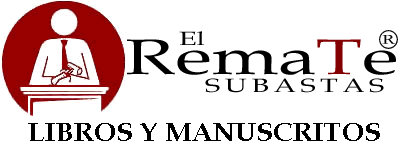 El
RemaTe®
SUBASTAS
LIBROS Y MANUSCRITOS